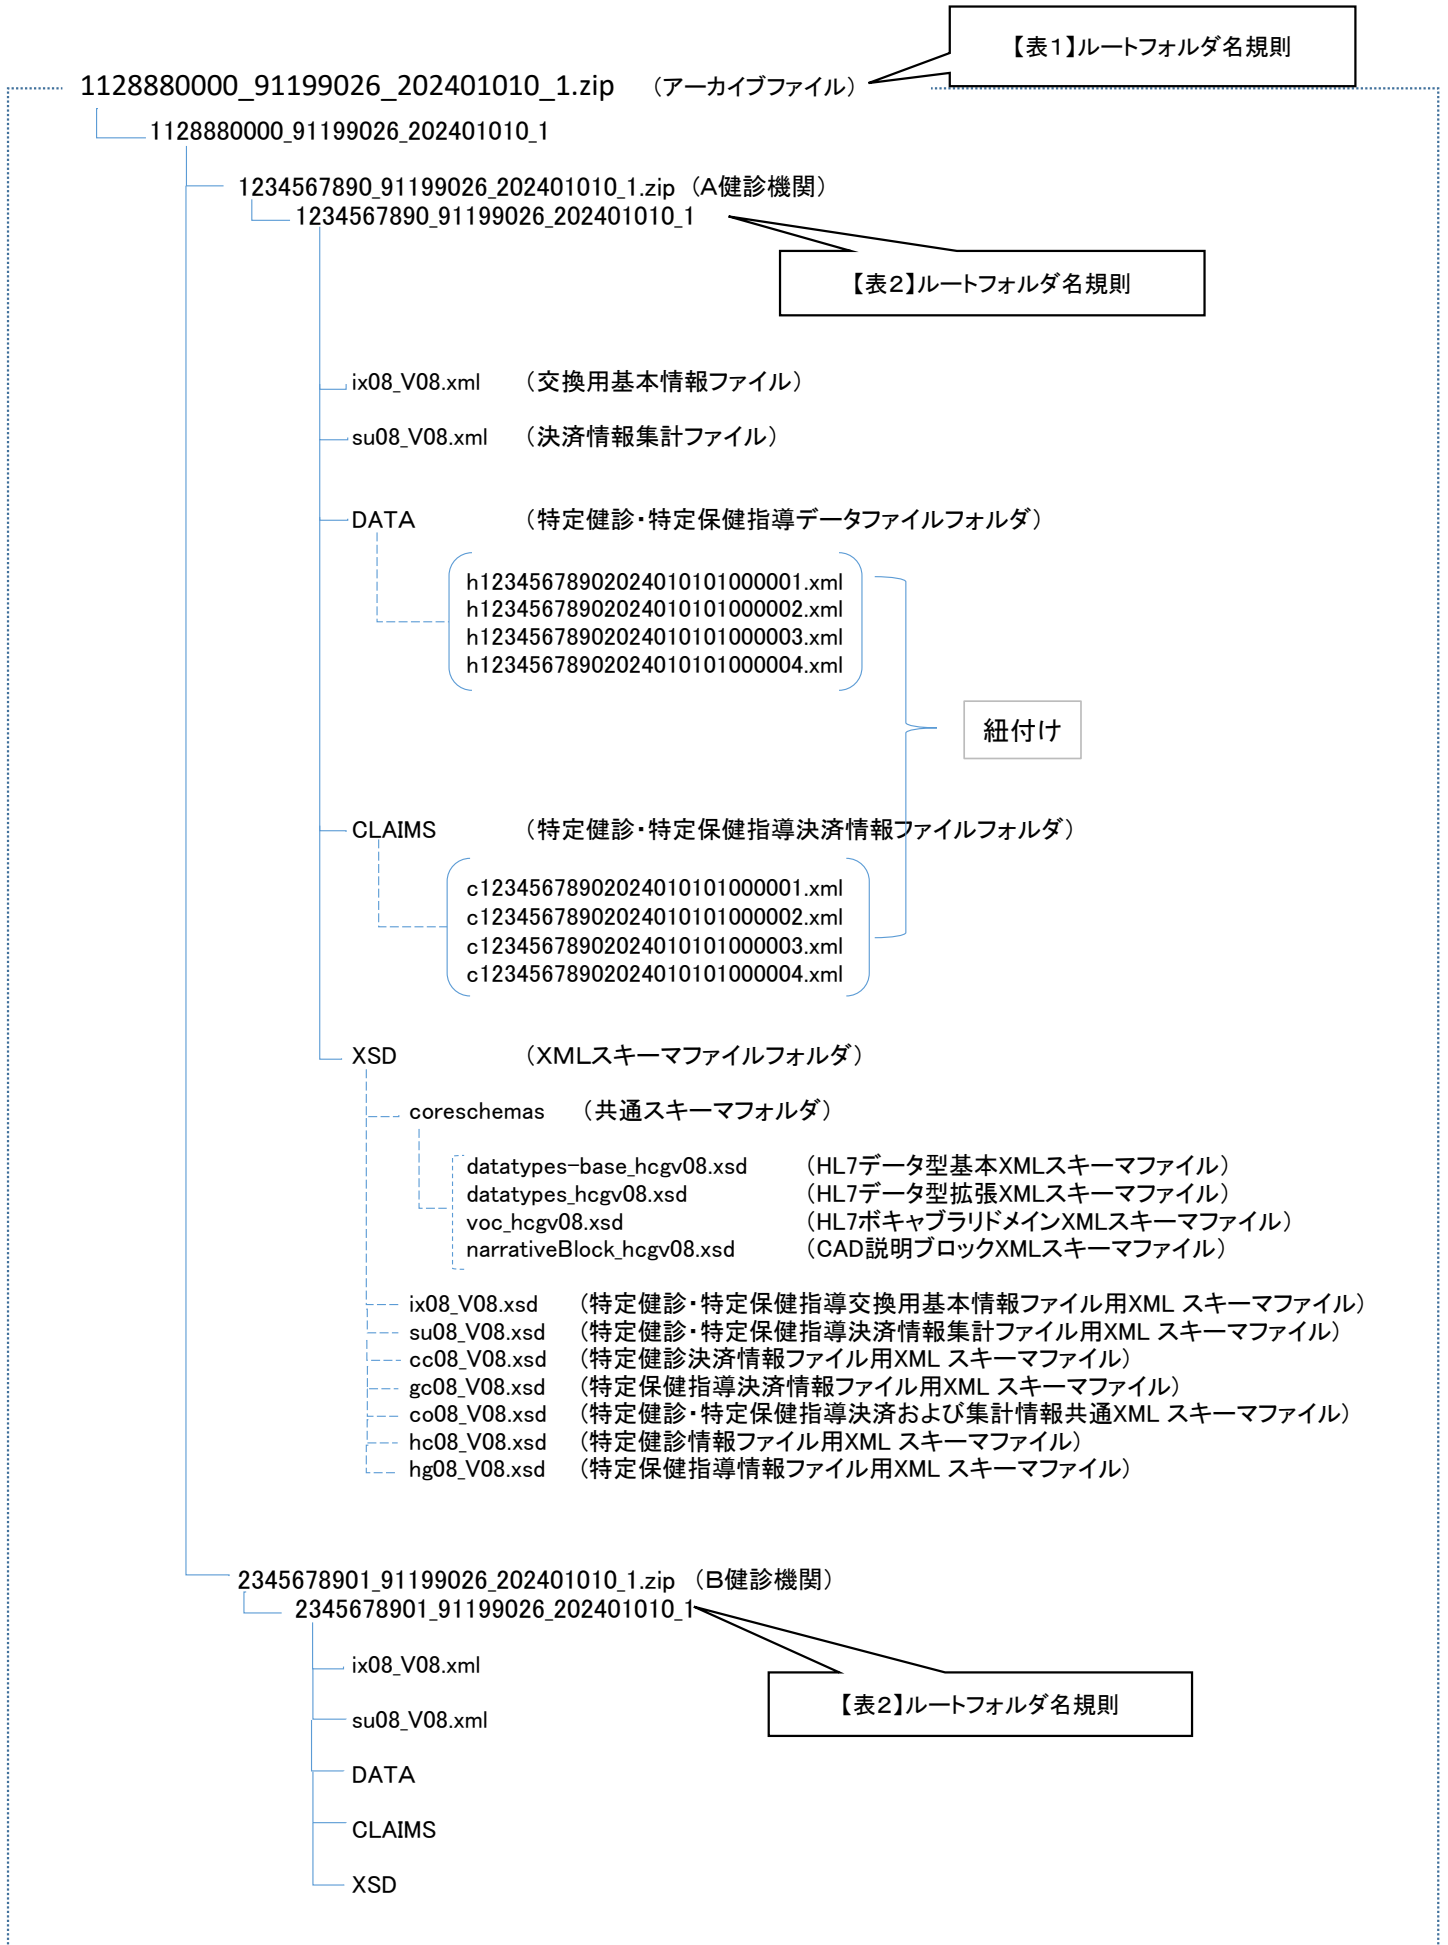 【表１】ルートフォルダ名規則
1128880000_91199026_202401010_1.zip （アーカイブファイル）
1128880000_91199026_202401010_1
1234567890_91199026_202401010_1.zip （Ａ健診機関）
1234567890_91199026_202401010_1
【表２】ルートフォルダ名規則
ix08_V08.xml （交換用基本情報ファイル）
su08_V08.xml （決済情報集計ファイル）
DATA （特定健診・特定保健指導データファイルフォルダ）
h12345678902024010101000001.xml
h12345678902024010101000002.xml
h12345678902024010101000003.xml
h12345678902024010101000004.xml
紐付け
CLAIMS （特定健診・特定保健指導決済情報ファイルフォルダ）
c12345678902024010101000001.xml
c12345678902024010101000002.xml
c12345678902024010101000003.xml
c12345678902024010101000004.xml
XSD （XMLスキーマファイルフォルダ）
coreschemas （共通スキーマフォルダ）
datatypes-base_hcgv08.xsd （HL7データ型基本XMLスキーマファイル）
datatypes_hcgv08.xsd （HL7データ型拡張XMLスキーマファイル）
voc_hcgv08.xsd （HL7ボキャブラリドメインXMLスキーマファイル）
narrativeBlock_hcgv08.xsd （CAD説明ブロックXMLスキーマファイル）
ix08_V08.xsd （特定健診・特定保健指導交換用基本情報ファイル用XML スキーマファイル）
su08_V08.xsd （特定健診・特定保健指導決済情報集計ファイル用XML スキーマファイル）
cc08_V08.xsd （特定健診決済情報ファイル用XML スキーマファイル）
gc08_V08.xsd （特定保健指導決済情報ファイル用XML スキーマファイル）
co08_V08.xsd （特定健診・特定保健指導決済および集計情報共通XML スキーマファイル）
hc08_V08.xsd （特定健診情報ファイル用XML スキーマファイル）
hg08_V08.xsd （特定保健指導情報ファイル用XML スキーマファイル）
2345678901_91199026_202401010_1.zip （Ｂ健診機関）
2345678901_91199026_202401010_1
ix08_V08.xml
【表２】ルートフォルダ名規則
su08_V08.xml
DATA
CLAIMS
XSD